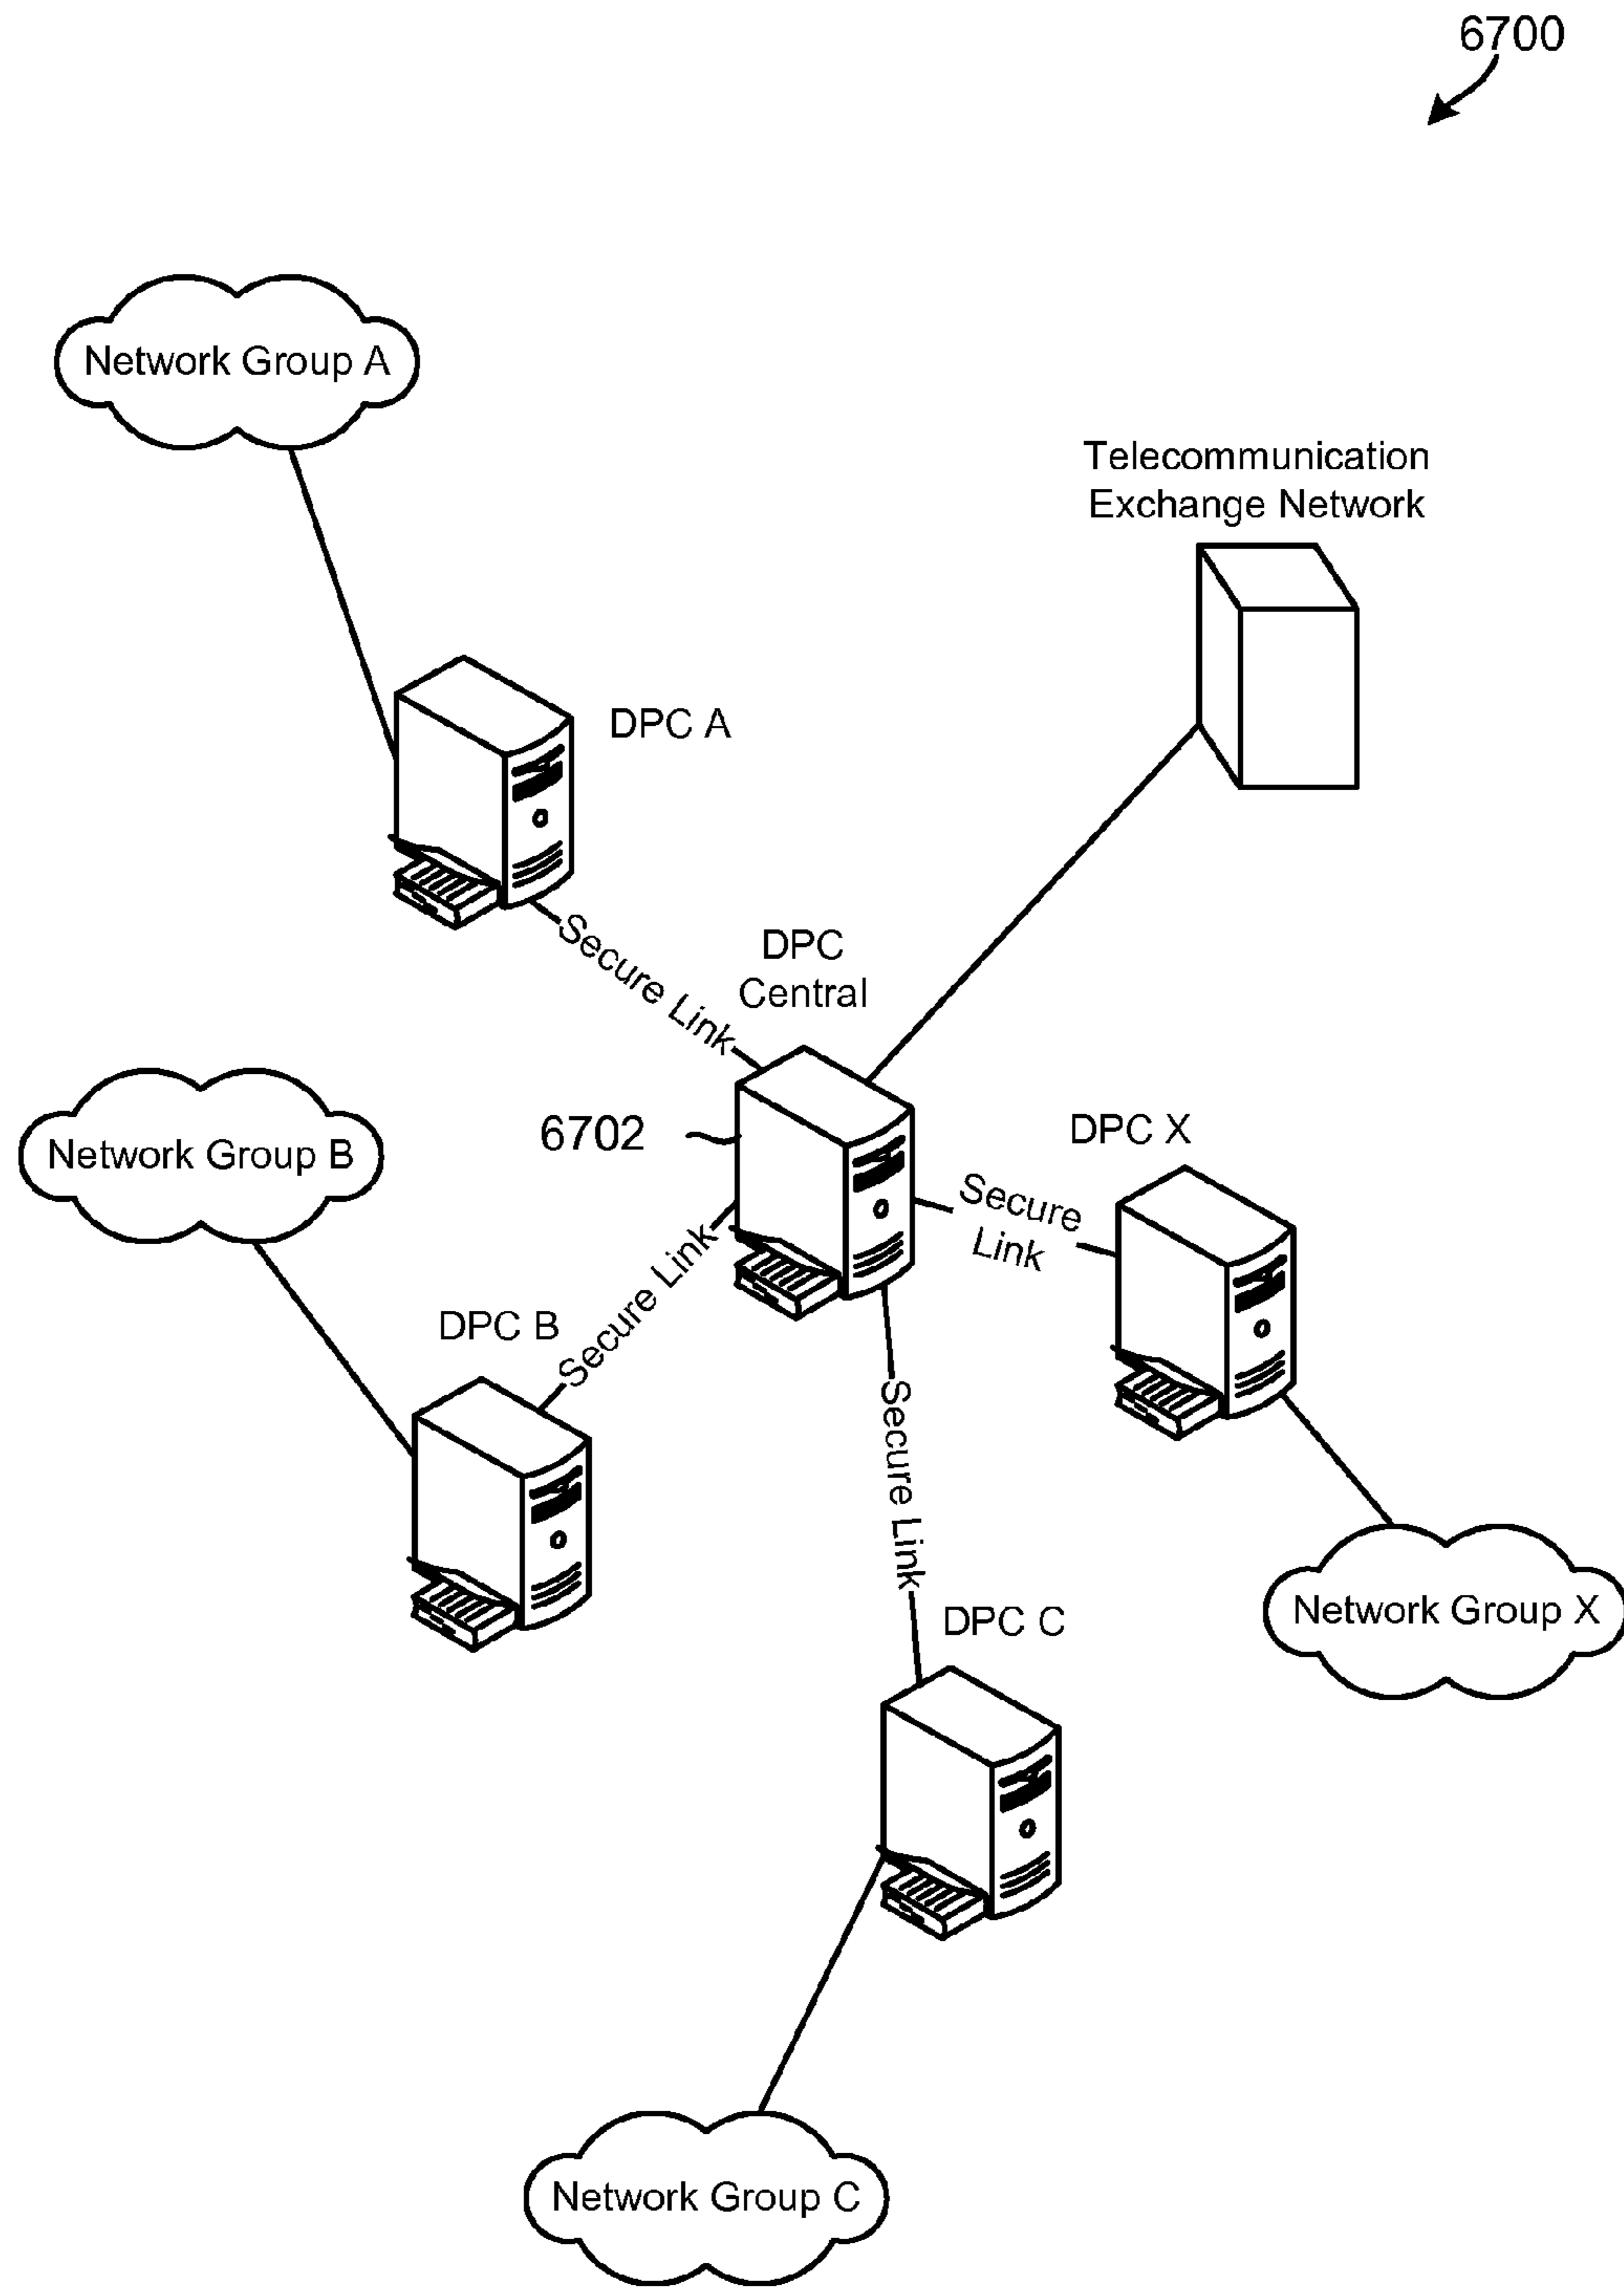 6700
Network Group A
Telecommunication
Exchange Network
DPC A
Secure Link
DPC
Central
6702
Network Group B
DPC X
Secure
Link
DPC B
Secure Link
Secure Link
DPC C
Network Group X
Network Group C